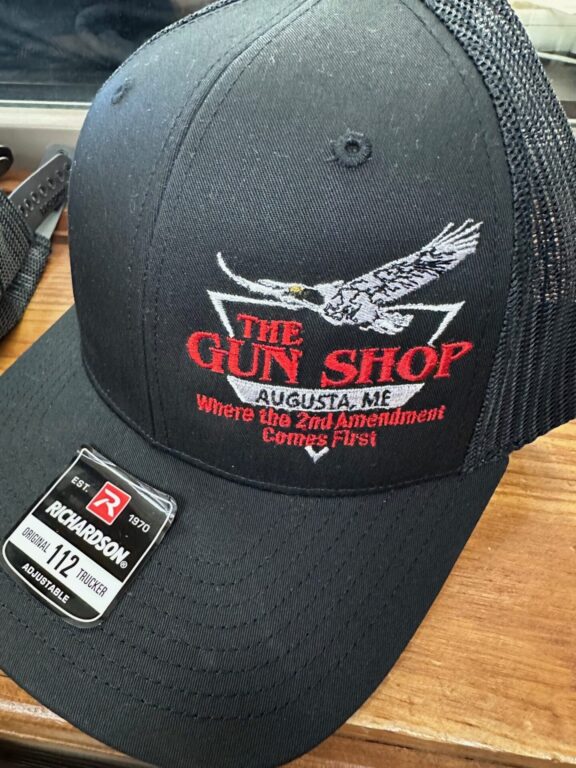 THE
GUN SHOP
AUGUSTA, ME
Where the 2nd Amendment
Comes First
EST. R 1970
RICHARDSON®
ORIGINAL 112 TRUCKER
ADJUSTABLE